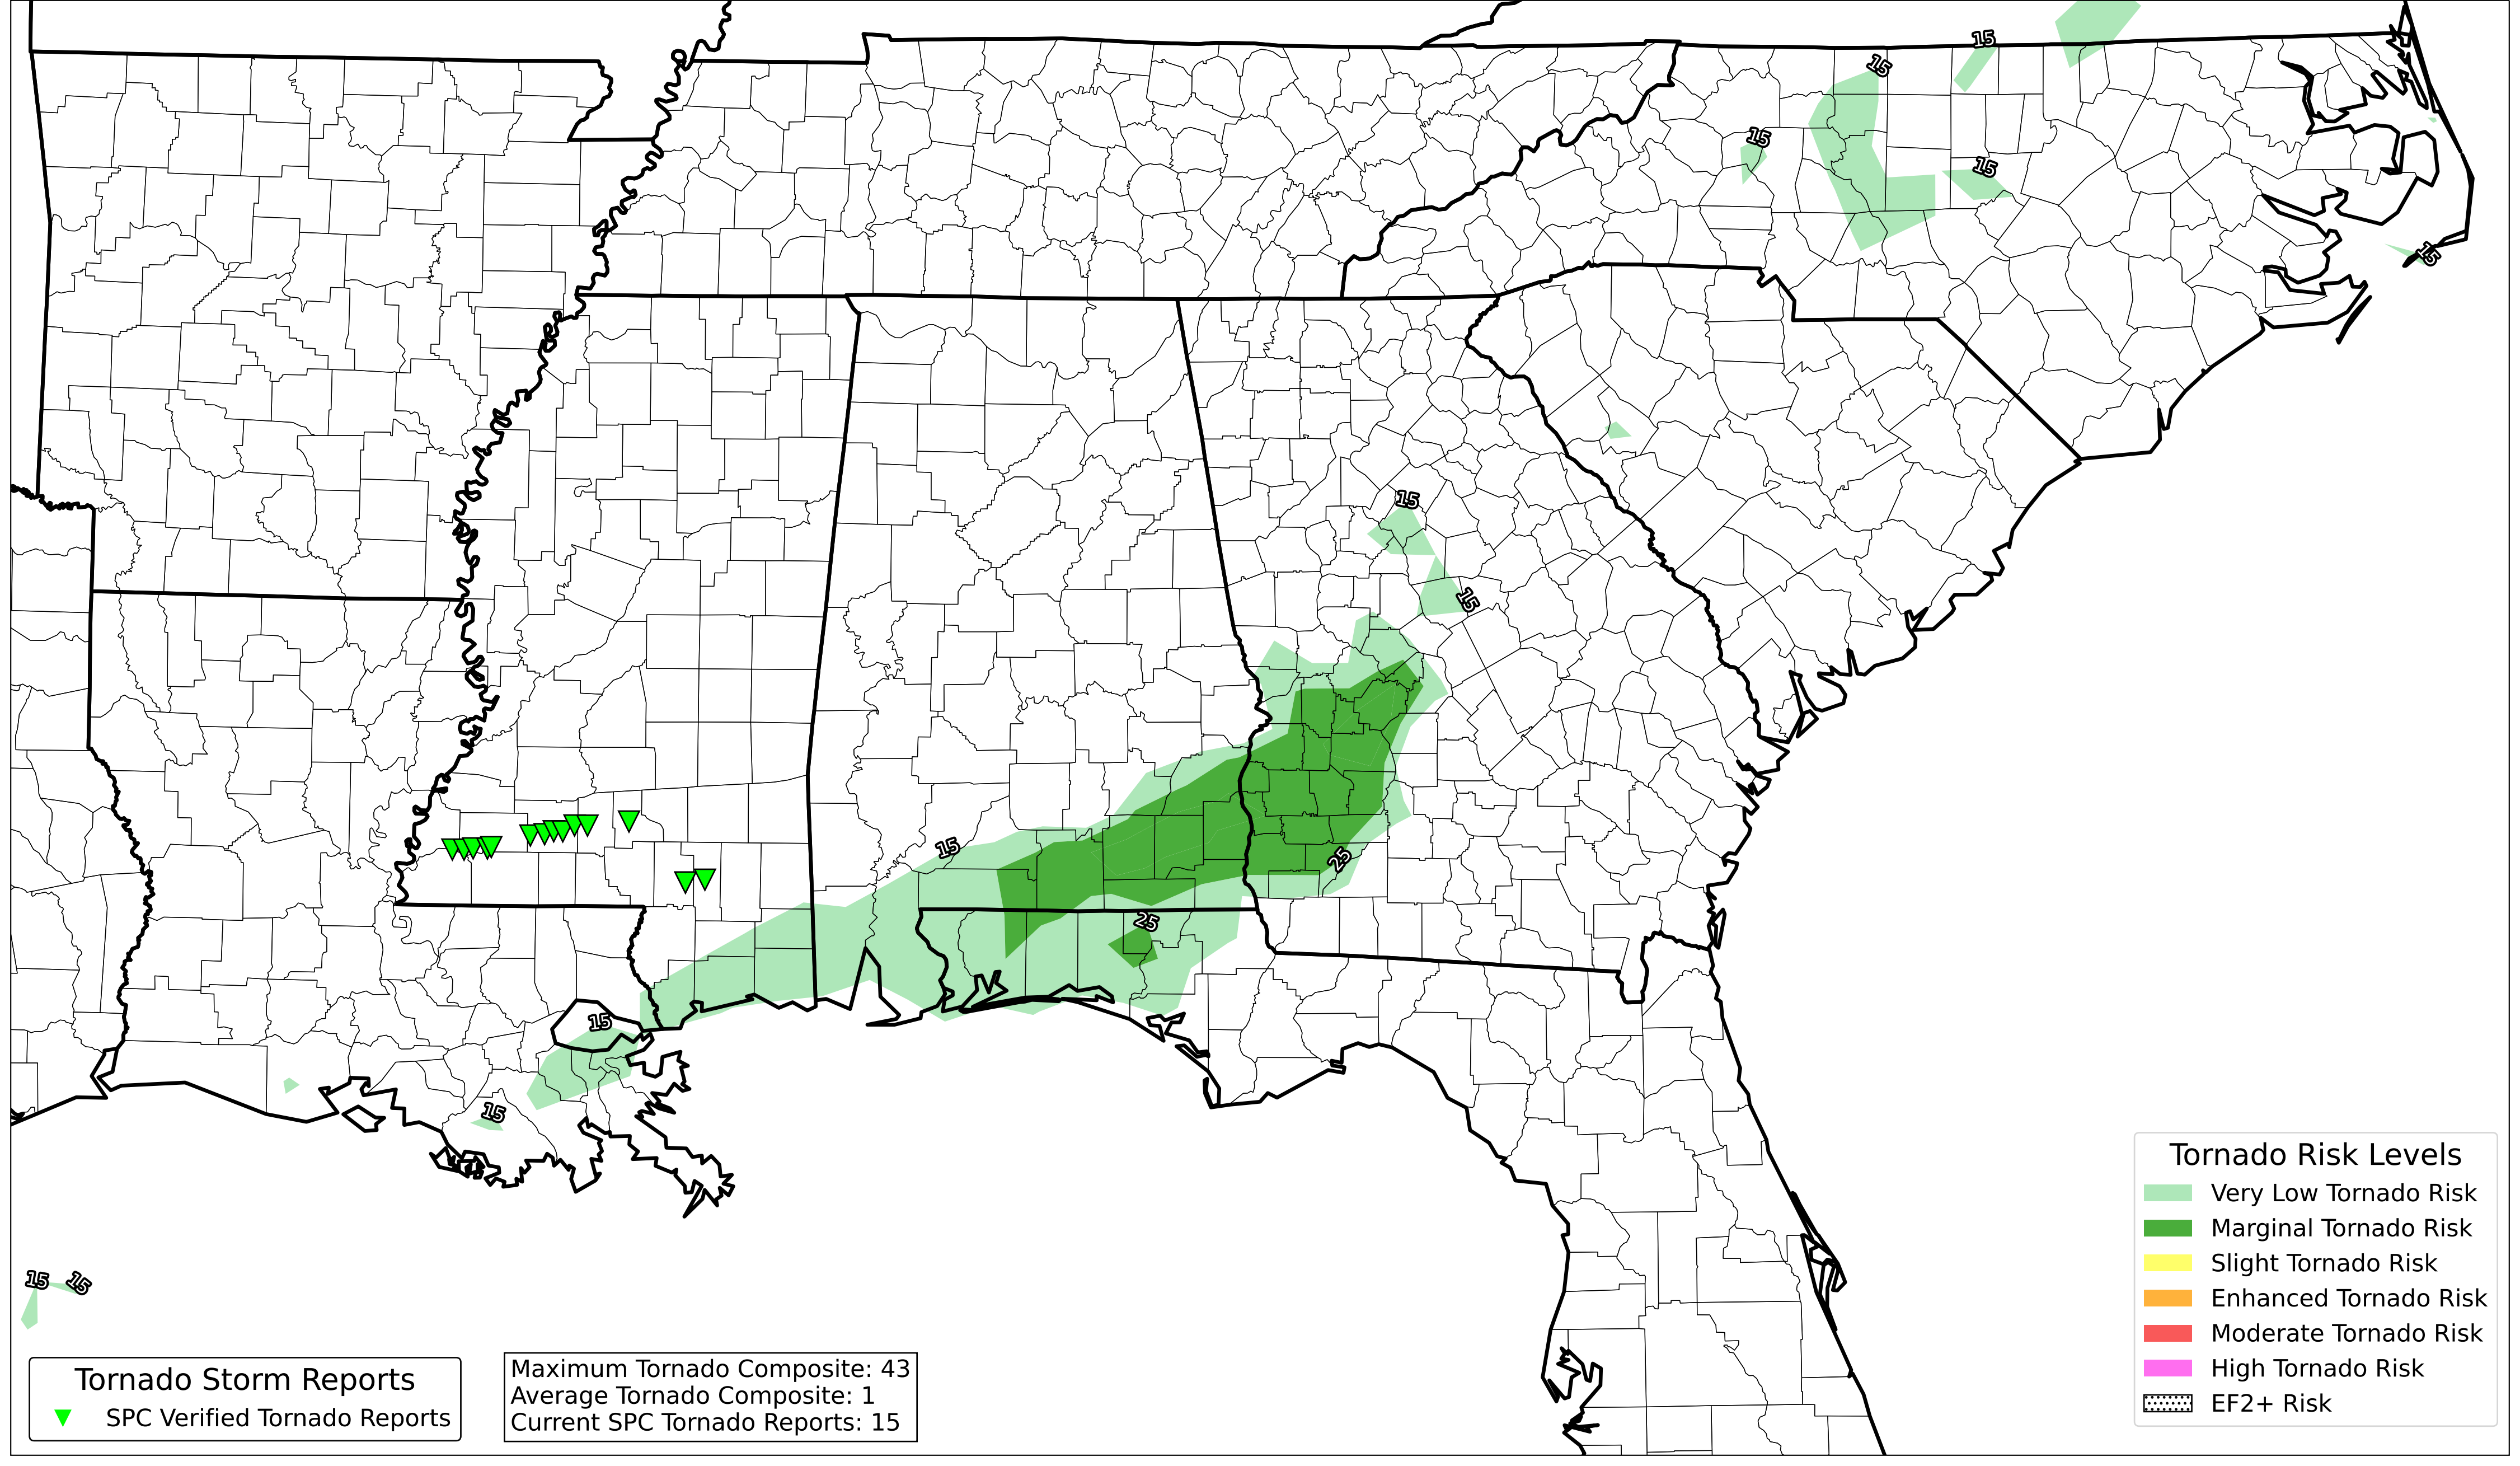 15
15
15
15
15
15
15
15
25
25
15
15
15
15
Tornado Risk Levels
Very Low Tornado Risk
Marginal Tornado Risk
Slight Tornado Risk
Enhanced Tornado Risk
Moderate Tornado Risk
High Tornado Risk
EF2+ Risk
Tornado Storm Reports
SPC Verified Tornado Reports
Maximum Tornado Composite: 43
Average Tornado Composite: 1
Current SPC Tornado Reports: 15